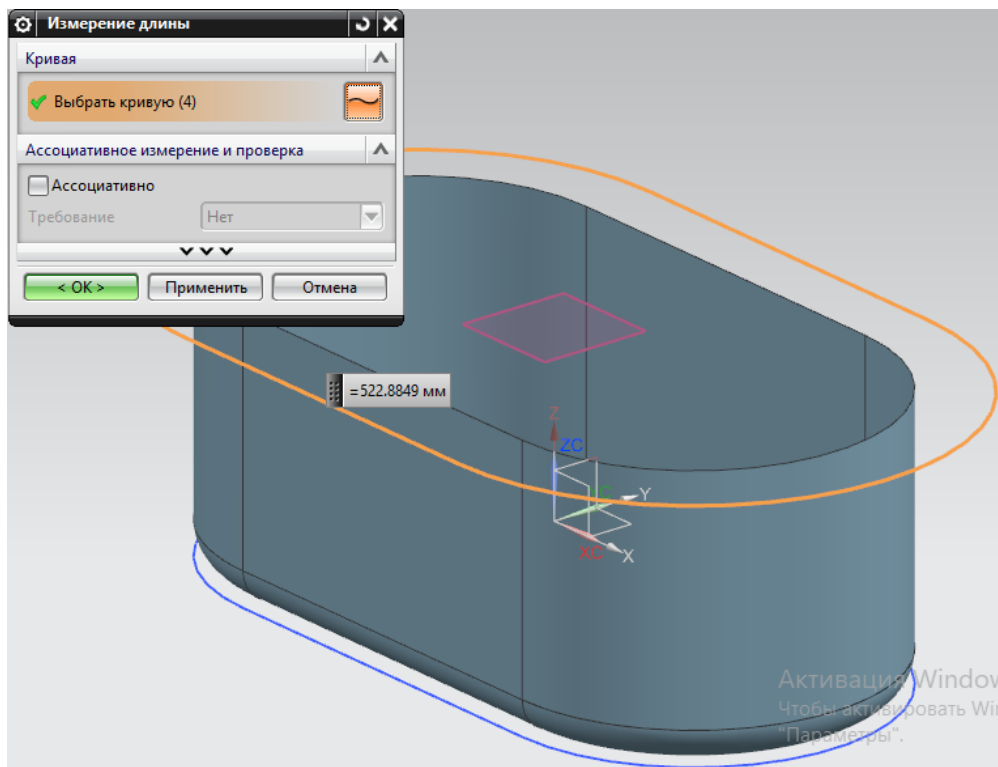 Измерение длины
Кривая
Выбрать кривую (4)
Ассоциативное измерение и проверка
Ассоциативно
Требование Нет
< OK > Применить Отмена
=522.8849 мм
Z
ZC
Y
XC
X
Активация Window
Чтобы активировать Win
"Параметры".